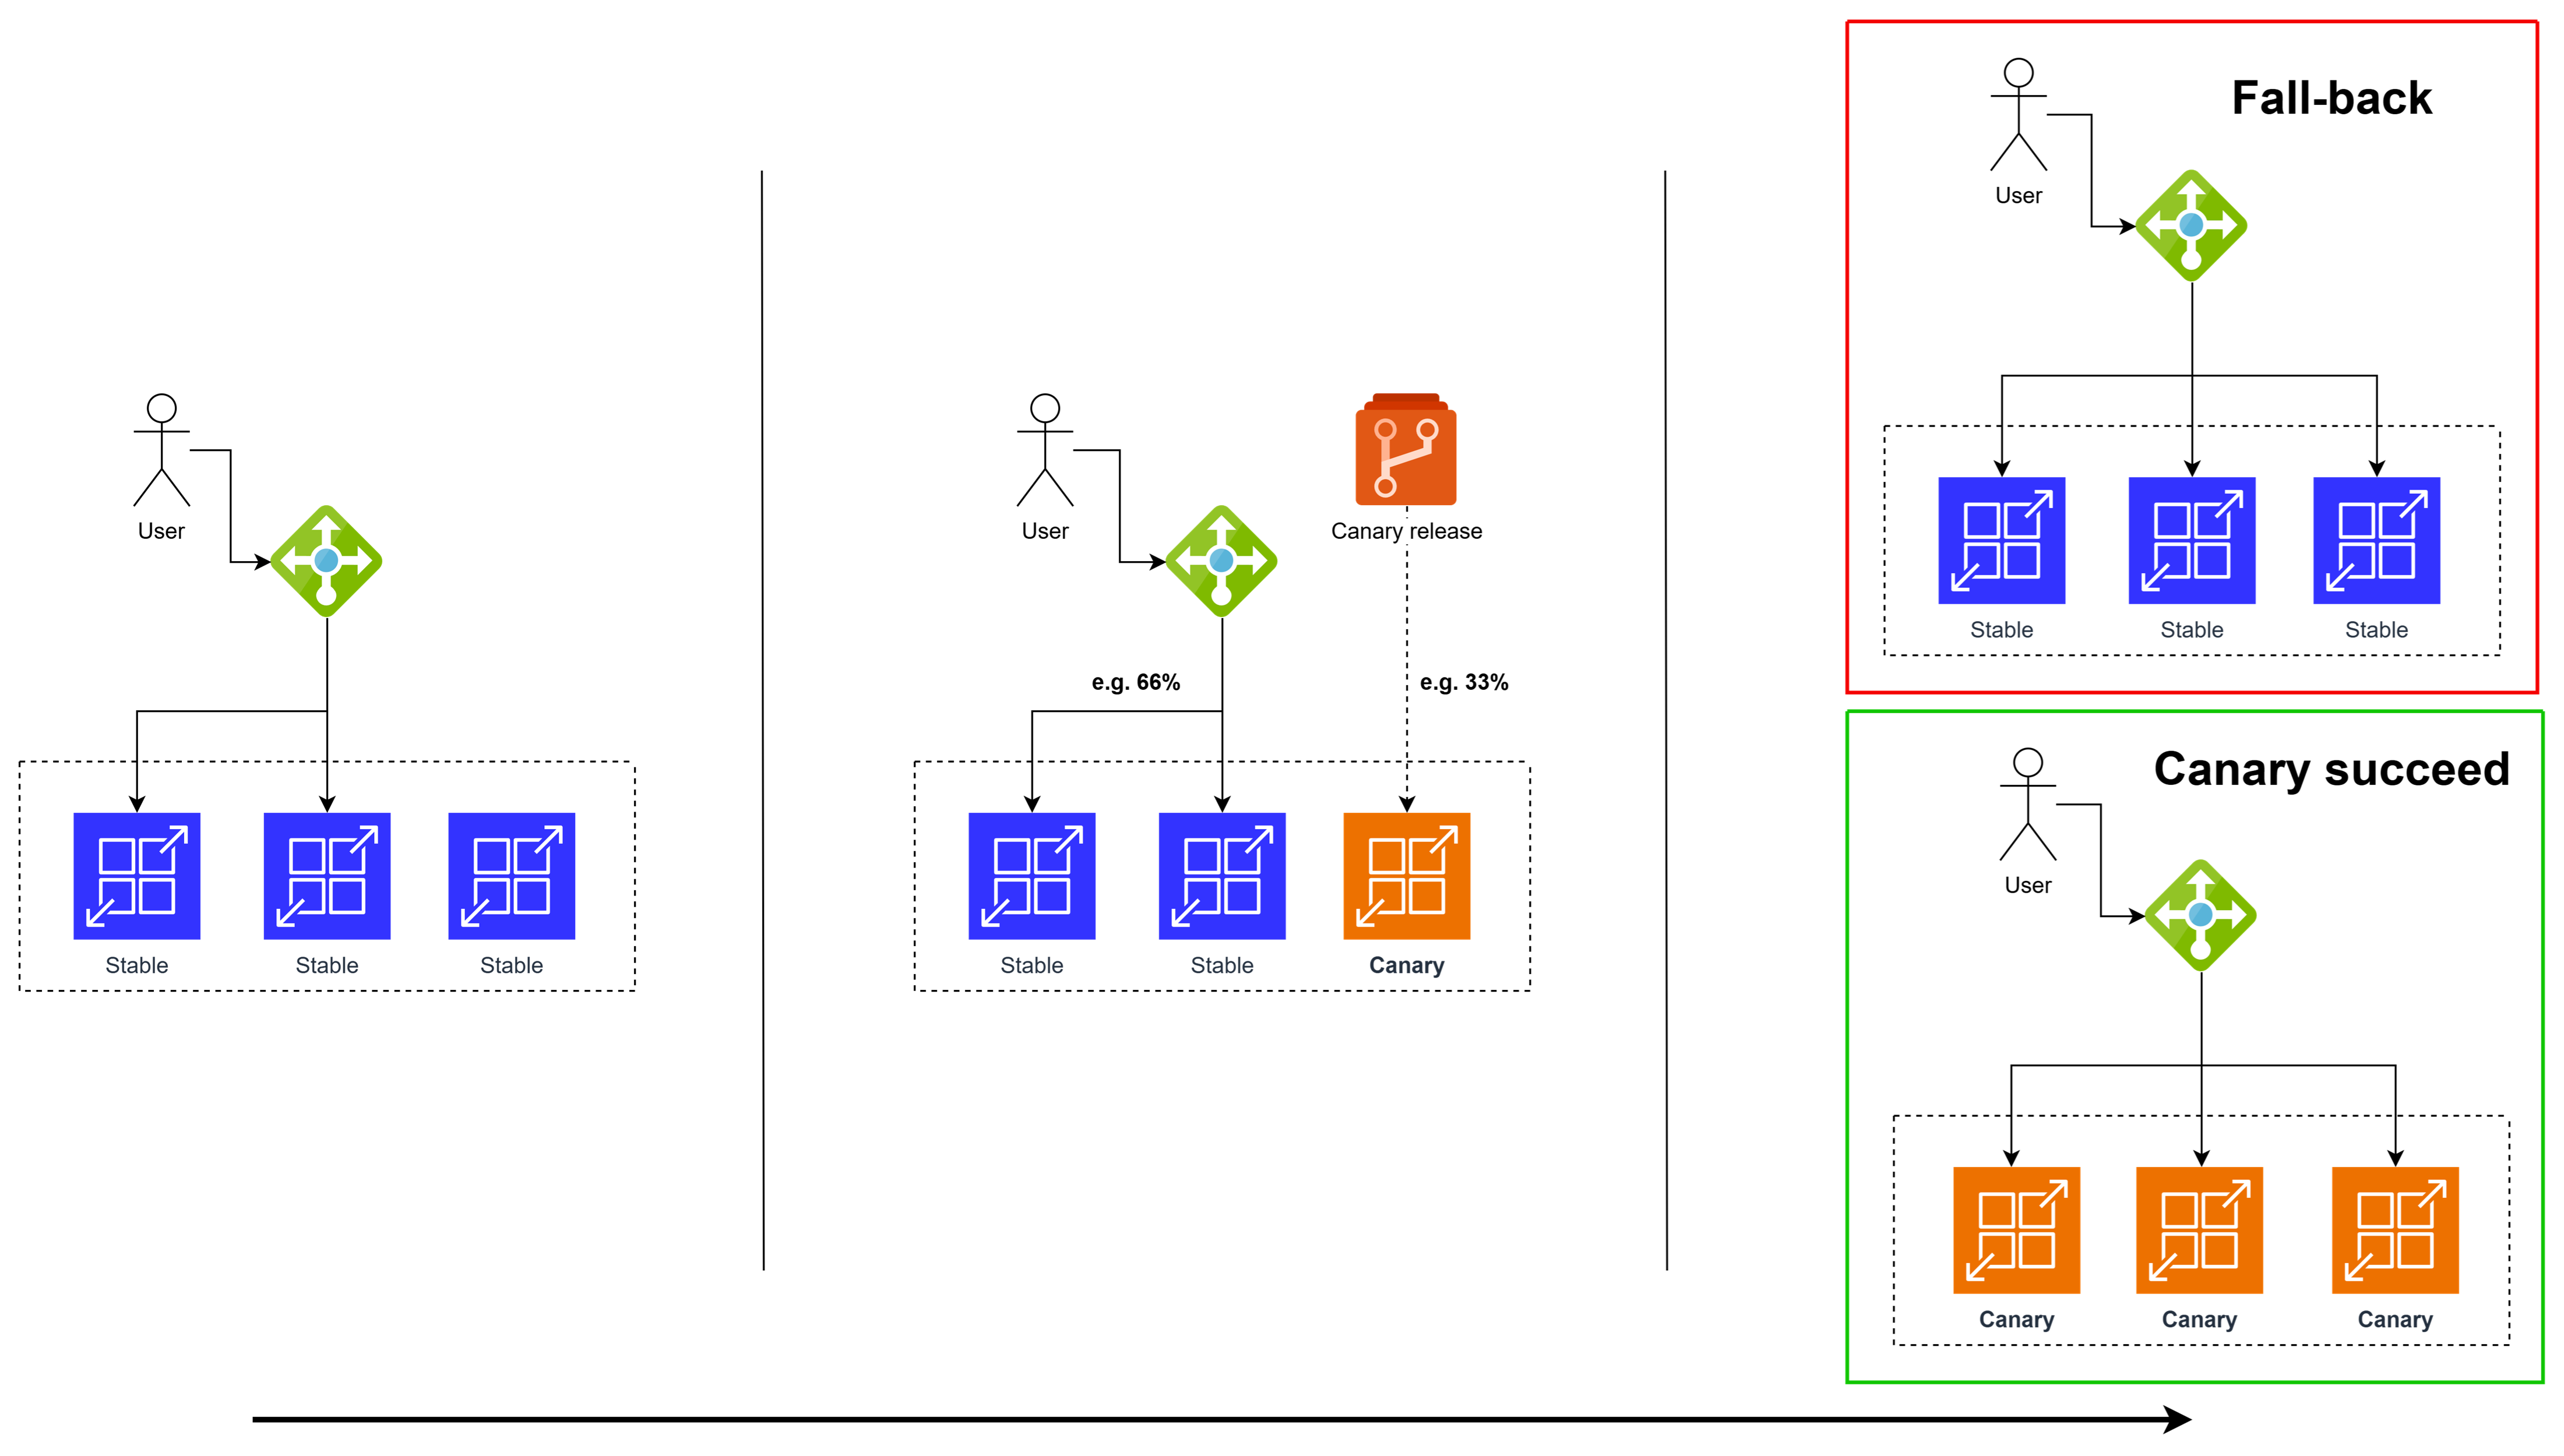 User
Stable
Stable
Stable
User
Canary release
e.g. 66%
e.g. 33%
Stable
Stable
Canary
Fall-back
User
Stable
Stable
Stable
Canary succeed
User
Canary
Canary
Canary